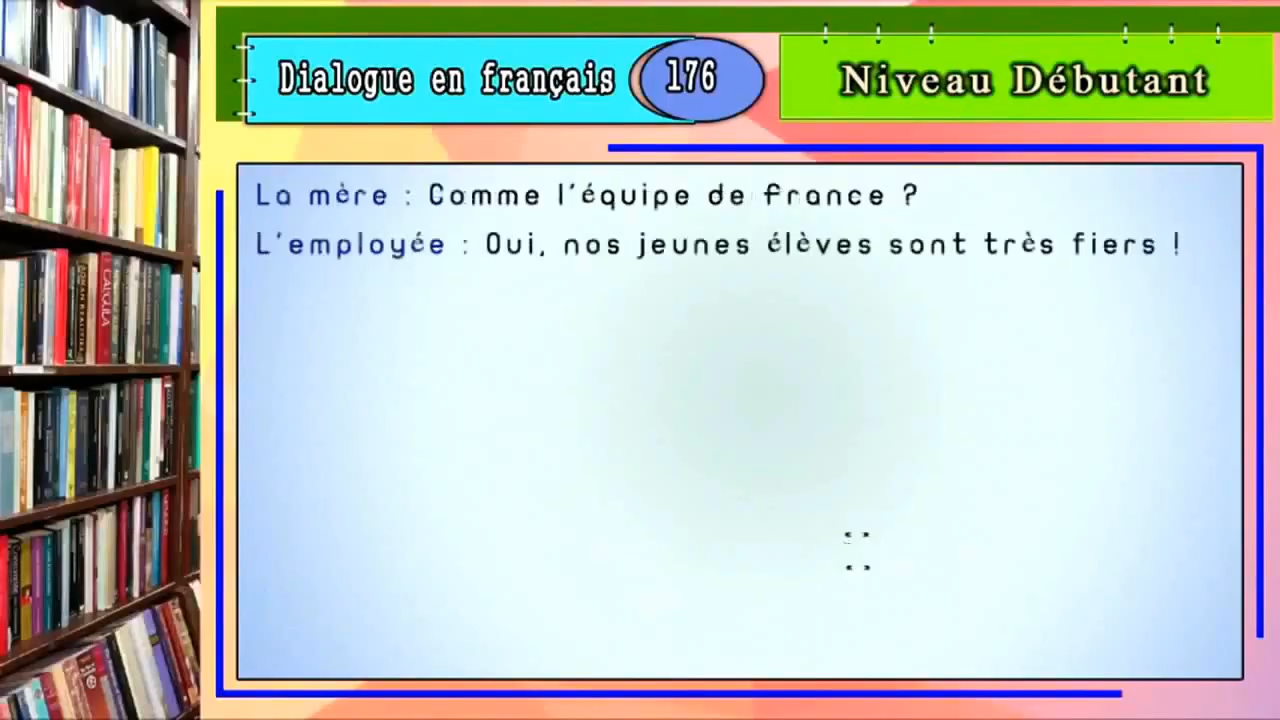 Dialogue en français 176
Niveau Débutant
La mère : Comme l'équipe de france ?
L'employée : Oui, nos jeunes élèves sont très fiers !
CALIGULA